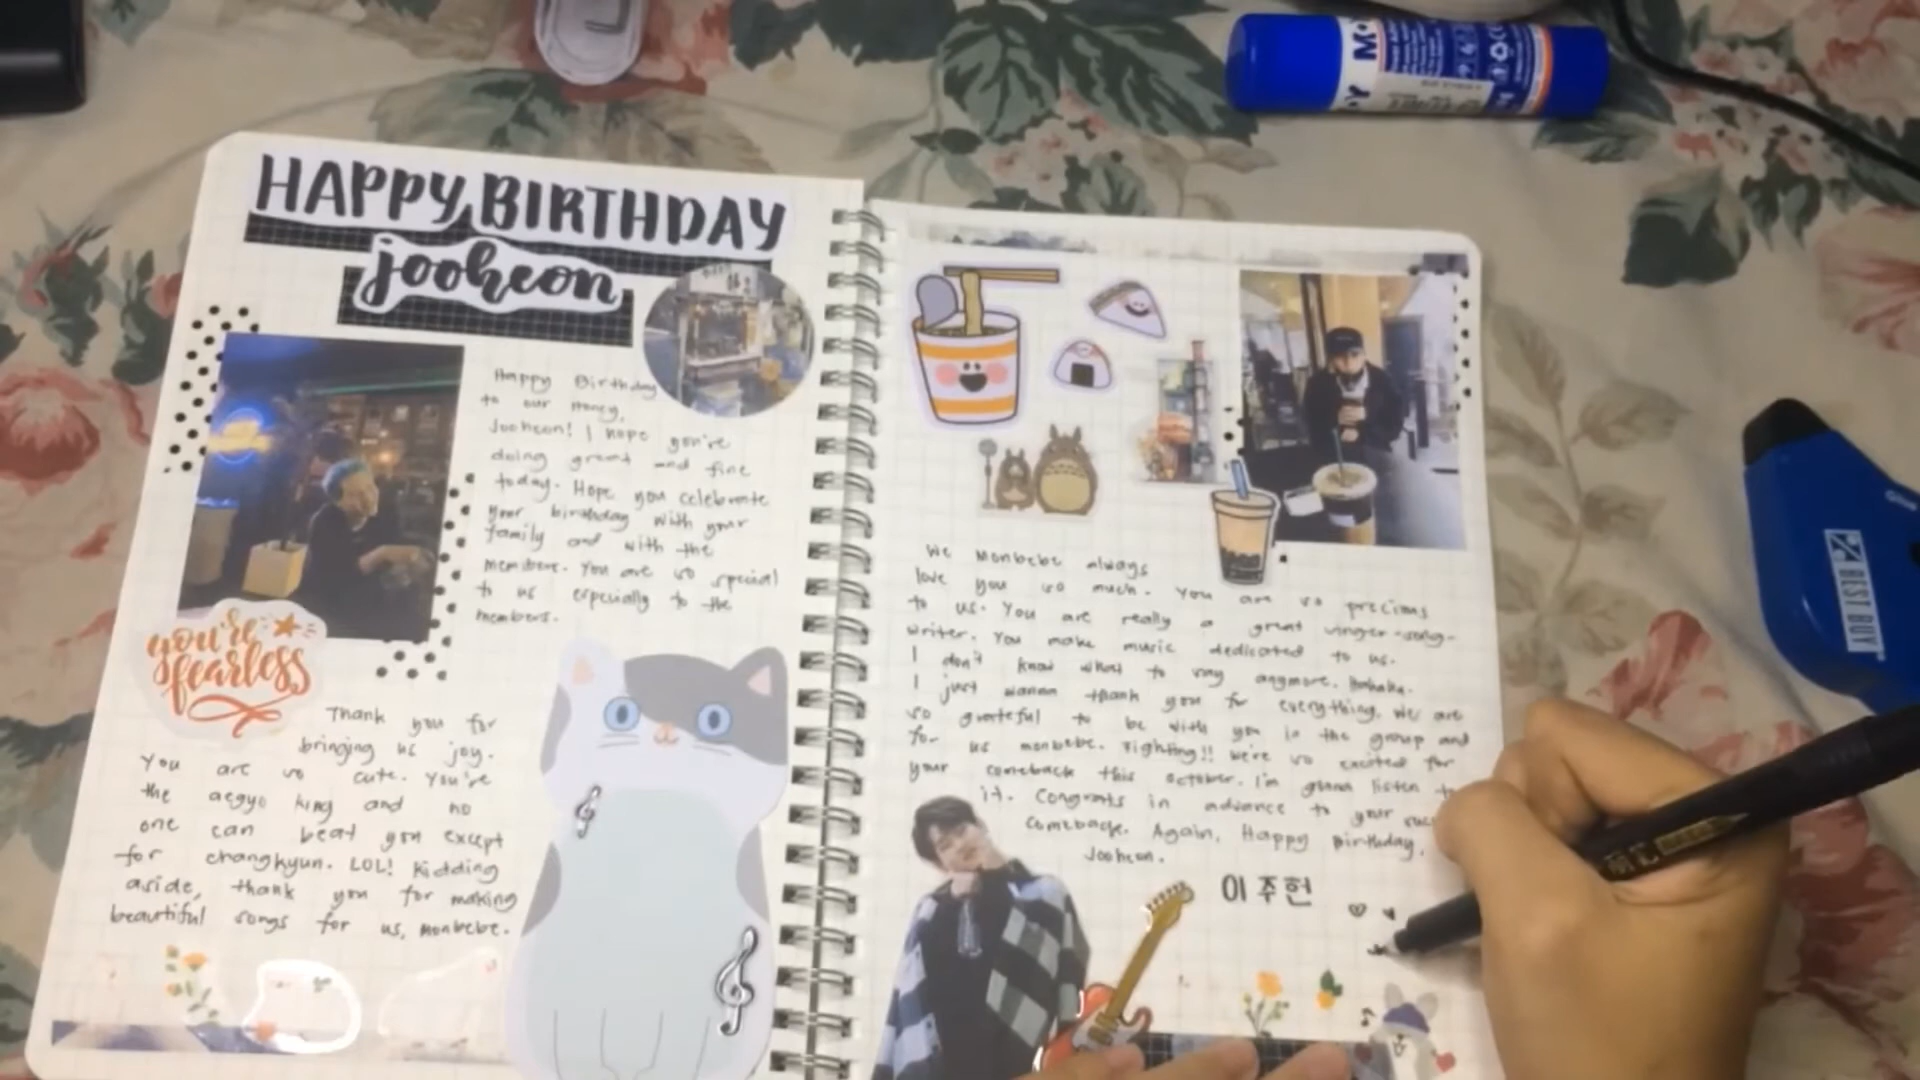 HAPPY BIRTHDAY
jooheon
Happy Birthday
to our Honey,
Jooheon! I hope you're
doing great and fine
today. Hope you celebrate
your birthday with your
family and with the
members. You are so special
to us especially to the
members.
you're
fearless
Thank you for
bringing us joy.
You are so cute. You're
the aegyo king and no
one can beat you except
for changkyun. LOL! Kidding
aside, thank you for making
beautiful songs for us, monbebe.
We Monbebe always
love you so much. You are so precious
to us. You are really a great singer-song-
writer. You make music dedicated to us.
I don't know what to say anymore. Hahaha.
I just wanna thank you for everything. We are
so grateful to be with you in the group and
for us monbebe. Fighting!! We're so excited for
your comeback this october. I'm gonna listen to
it. Congrats in advance to your
comeback. Again, Happy Birthday,
Jooheon.
이주헌
BEST BUY
Glue